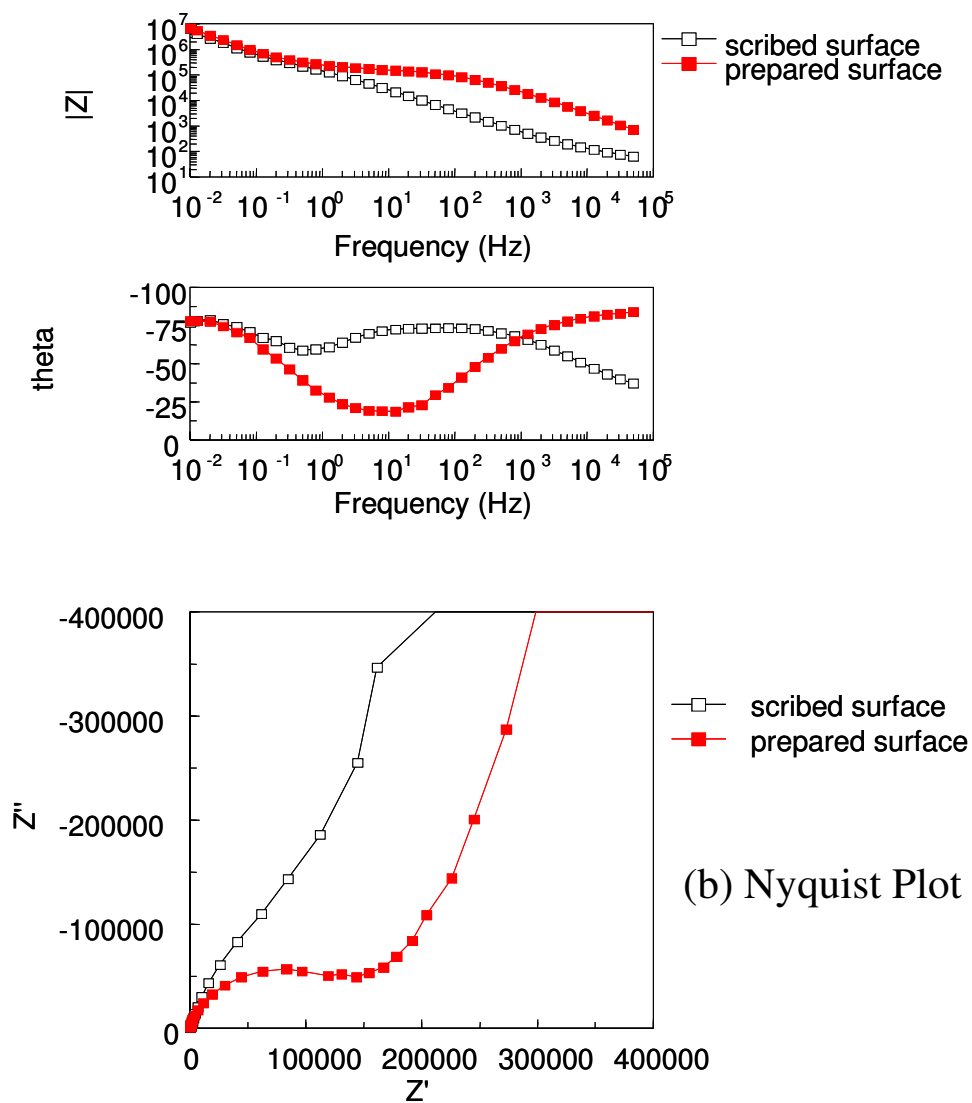 10^7
10^6
10^5
10^4
10^3
10^2
10^1
|Z|
10^-2 10^-1 10^0 10^1 10^2 10^3 10^4 10^5
Frequency (Hz)
scribed surface
prepared surface
-100
-75
-50
-25
0
theta
10^-2 10^-1 10^0 10^1 10^2 10^3 10^4 10^5
Frequency (Hz)
-400000
-300000
-200000
-100000
0
Z"
0 100000 200000 300000 400000
Z'
scribed surface
prepared surface
(b) Nyquist Plot